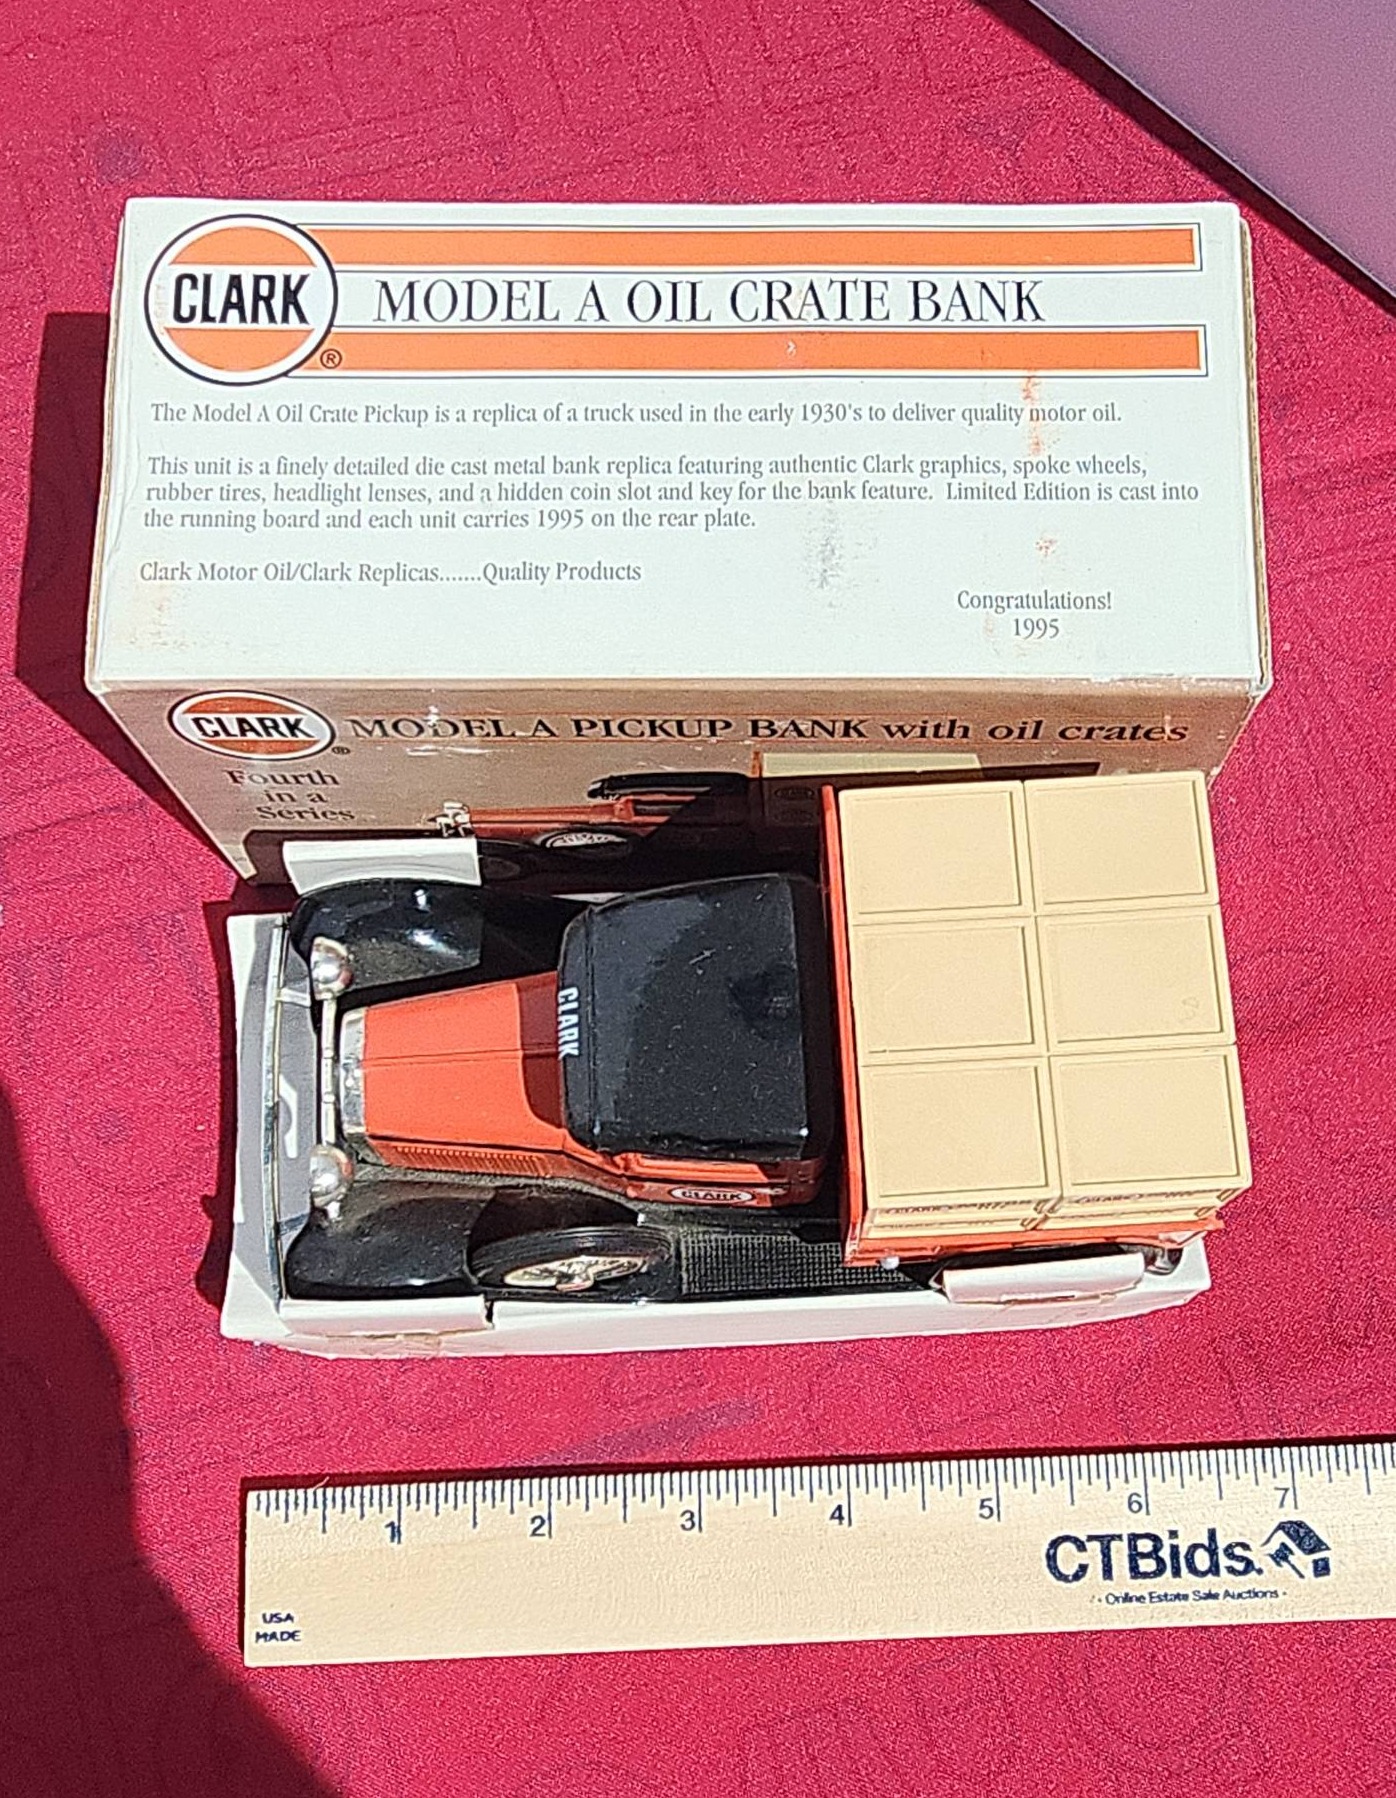 CLARK
®
MODEL A OIL CRATE BANK
The Model A Oil Crate Pickup is a replica of a truck used in the early 1930's to deliver quality motor oil.
This unit is a finely detailed die cast metal bank replica featuring authentic Clark graphics, spoke wheels,
rubber tires, headlight lenses, and a hidden coin slot and key for the bank feature. Limited Edition is cast into
the running board and each unit carries 1995 on the rear plate.
Clark Motor Oil/Clark Replicas.......Quality Products
Congratulations!
1995
CLARK
®
MODEL A PICKUP BANK with oil crates
Fourth
in a
Series
CLARK
CLARK
1 2 3 4 5 6 7
CTBids.
- Online Estate Sale Auctions -
USA
MADE